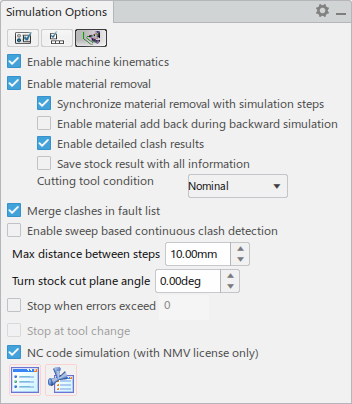 Simulation Options
Enable machine kinematics
Enable material removal
Synchronize material removal with simulation steps
Enable material add back during backward simulation
Enable detailed clash results
Save stock result with all information
Cutting tool condition Nominal
Merge clashes in fault list
Enable sweep based continuous clash detection
Max distance between steps 10.00mm
Turn stock cut plane angle 0.00deg
Stop when errors exceed 0
Stop at tool change
NC code simulation (with NMV license only)